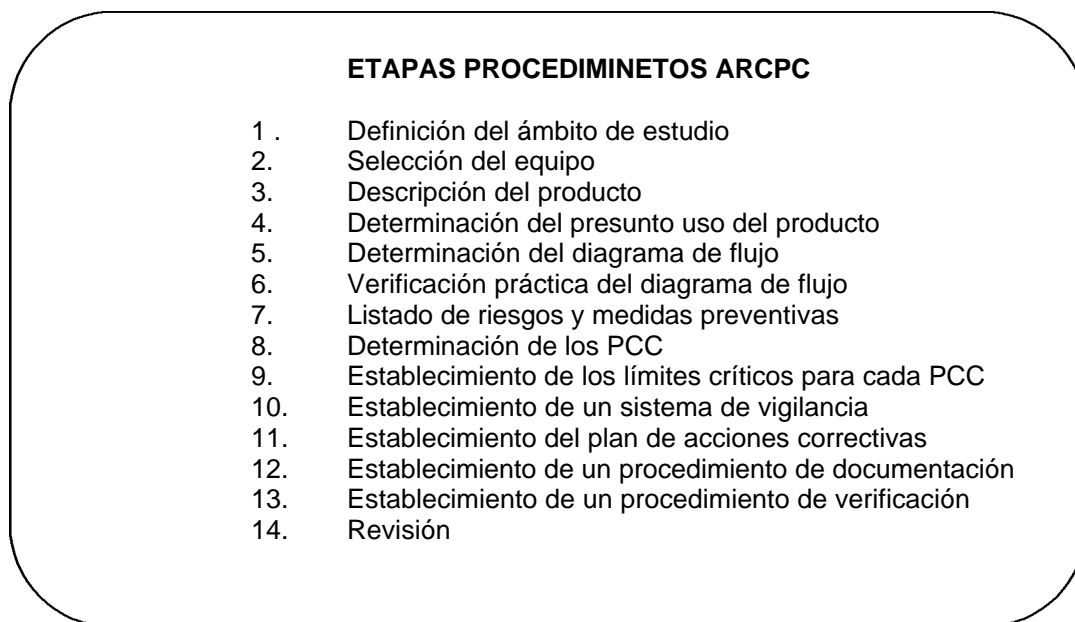 ETAPAS PROCEDIMINETOS ARCPC
1 . Definición del ámbito de estudio
2. Selección del equipo
3. Descripción del producto
4. Determinación del presunto uso del producto
5. Determinación del diagrama de flujo
6. Verificación práctica del diagrama de flujo
7. Listado de riesgos y medidas preventivas
8. Determinación de los PCC
9. Establecimiento de los límites críticos para cada PCC
10. Establecimiento de un sistema de vigilancia
11. Establecimiento del plan de acciones correctivas
12. Establecimiento de un procedimiento de documentación
13. Establecimiento de un procedimiento de verificación
14. Revisión